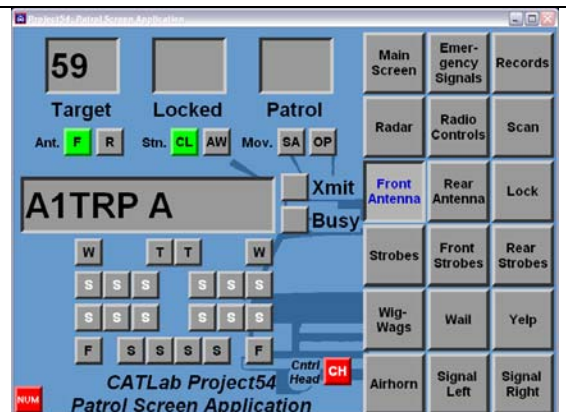 Project54: Patrol Screen Application
59
Target Locked Patrol
Ant. F R Stn. CL AW Mov. SA OP
A1TRP A
Xmit
Busy
W T T W
S S S S S S
S S S S S S
F S S S S F
Cntrl
Head CH
CATLab Project54
Patrol Screen Application
NUM
Main
Screen
Emer-
gency
Signals
Records
Radar
Radio
Controls
Scan
Front
Antenna
Rear
Antenna
Lock
Strobes
Front
Strobes
Rear
Strobes
Wig-
Wags
Wail
Yelp
Airhorn
Signal
Left
Signal
Right